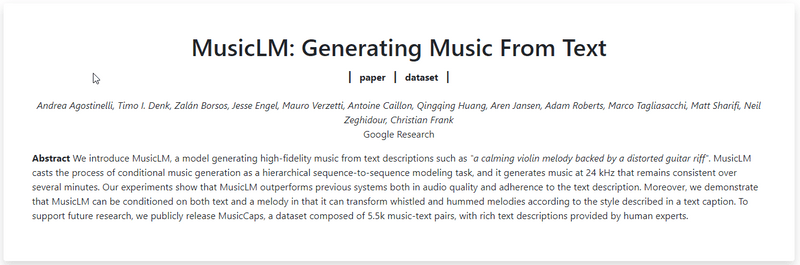 MusicLM: Generating Music From Text
| paper | dataset |
Andrea Agostinelli, Timo I. Denk, Zalán Borsos, Jesse Engel, Mauro Verzetti, Antoine Caillon, Qingqing Huang, Aren Jansen, Adam Roberts, Marco Tagliasacchi, Matt Sharifi, Neil
Zeghidour, Christian Frank
Google Research
Abstract We introduce MusicLM, a model generating high-fidelity music from text descriptions such as "a calming violin melody backed by a distorted guitar riff". MusicLM
casts the process of conditional music generation as a hierarchical sequence-to-sequence modeling task, and it generates music at 24 kHz that remains consistent over
several minutes. Our experiments show that MusicLM outperforms previous systems both in audio quality and adherence to the text description. Moreover, we demonstrate
that MusicLM can be conditioned on both text and a melody in that it can transform whistled and hummed melodies according to the style described in a text caption. To
support future research, we publicly release MusicCaps, a dataset composed of 5.5k music-text pairs, with rich text descriptions provided by human experts.